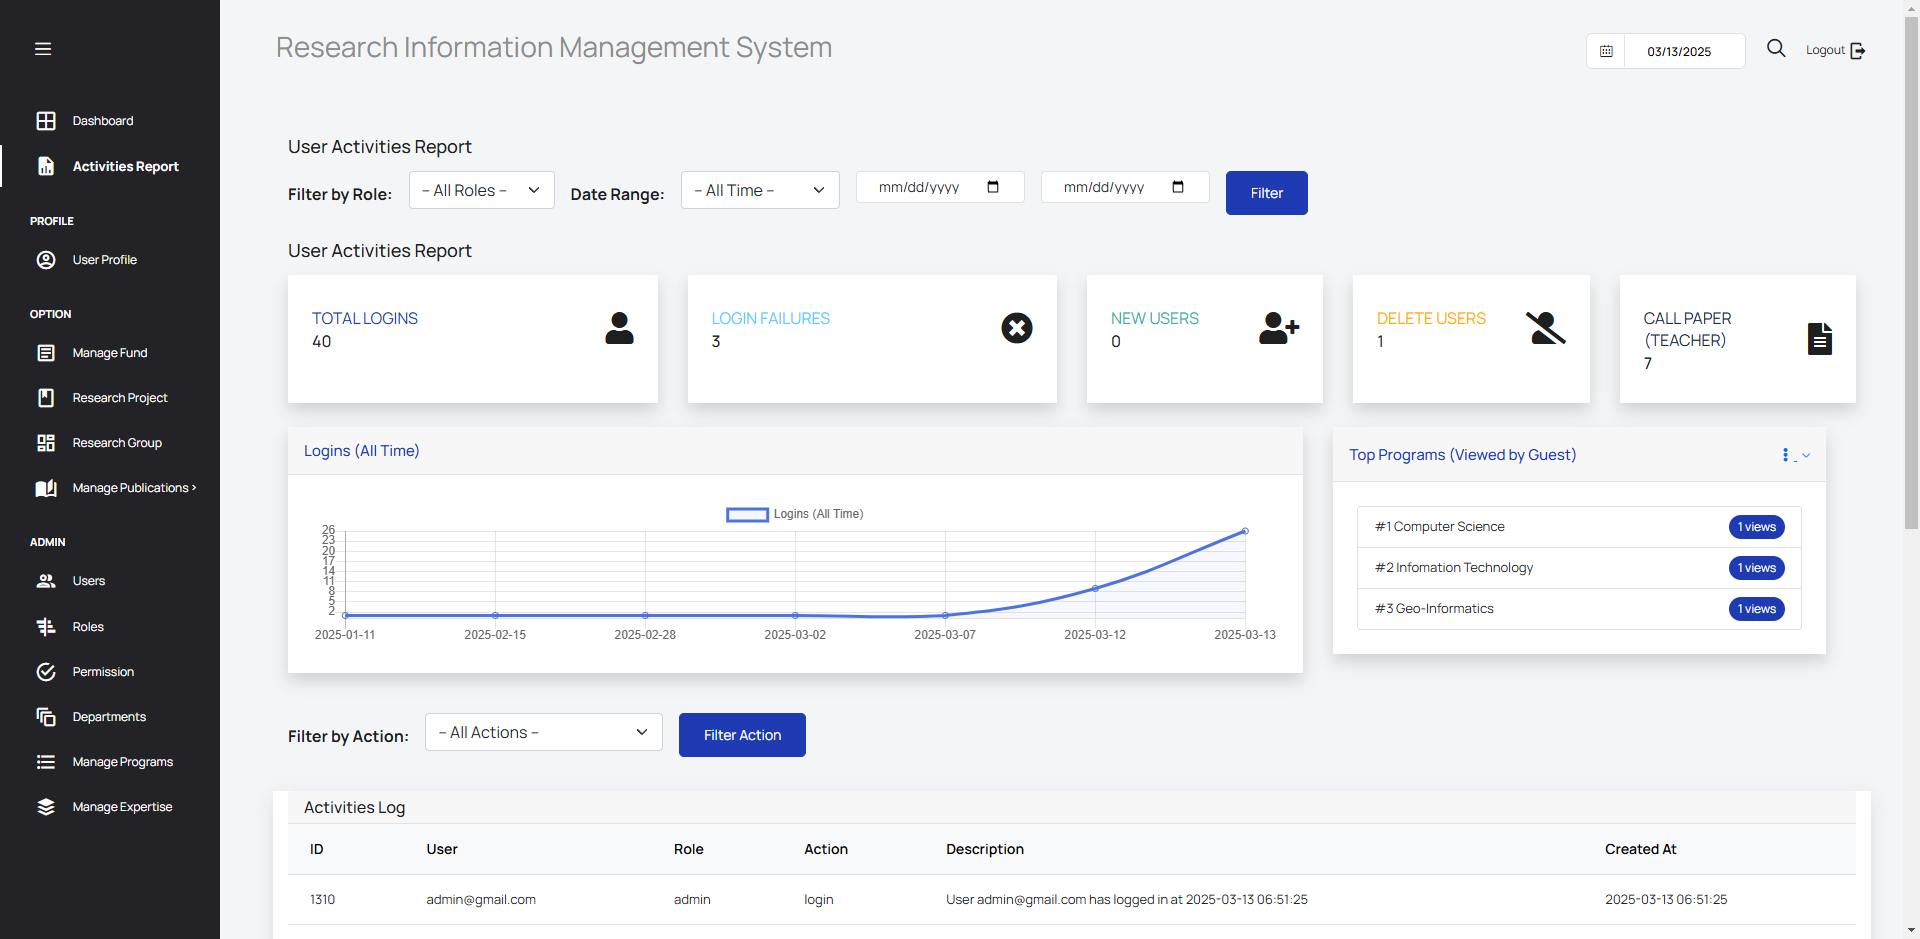 Research Information Management System
03/13/2025
Logout
Dashboard
Activities Report
PROFILE
User Profile
OPTION
Manage Fund
Research Project
Research Group
Manage Publications ›
ADMIN
Users
Roles
Permission
Departments
Manage Programs
Manage Expertise
User Activities Report
Filter by Role: -- All Roles -- Date Range: -- All Time -- mm/dd/yyyy mm/dd/yyyy Filter
User Activities Report
TOTAL LOGINS
40
LOGIN FAILURES
3
NEW USERS
0
DELETE USERS
1
CALL PAPER
(TEACHER)
7
Logins (All Time)
Logins (All Time)
26
23
20
17
14
11
8
5
2
2025-01-11 2025-02-15 2025-02-28 2025-03-02 2025-03-07 2025-03-12 2025-03-13
Top Programs (Viewed by Guest)
#1 Computer Science 1 views
#2 Infomation Technology 1 views
#3 Geo-Informatics 1 views
Filter by Action: -- All Actions -- Filter Action
Activities Log
ID User Role Action Description Created At
1310 admin@gmail.com admin login User admin@gmail.com has logged in at 2025-03-13 06:51:25 2025-03-13 06:51:25